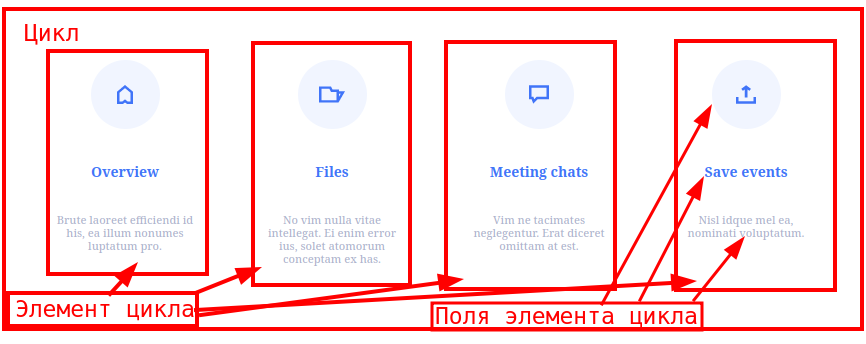 Цикл
Overview
Brute laoreet efficiendi id
his, ea illum nonumes
luptatum pro.
Files
No vim nulla vitae
intellegat. Ei enim error
ius, solet atomorum
conceptam ex has.
Meeting chats
Vim ne tacimates
neglegentur. Erat diceret
omittam at est.
Save events
Nisl idque mel ea,
nominati voluptatum.
Элемент цикла
Поля элемента цикла